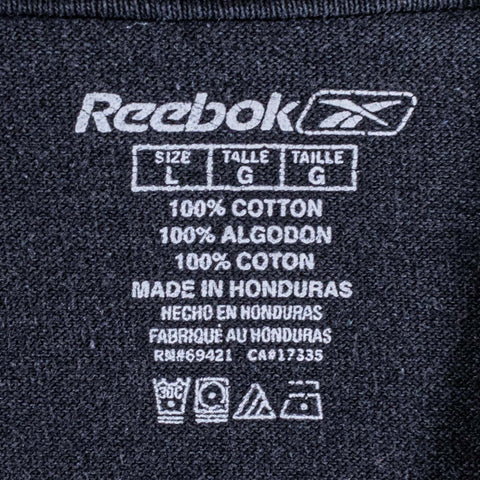 Reebok
SIZE TALLE TAILLE
L G G
100% COTTON
100% ALGODON
100% COTON
MADE IN HONDURAS
HECHO EN HONDURAS
FABRIQUÉ AU HONDURAS
RN#69421 CA#17335
30C